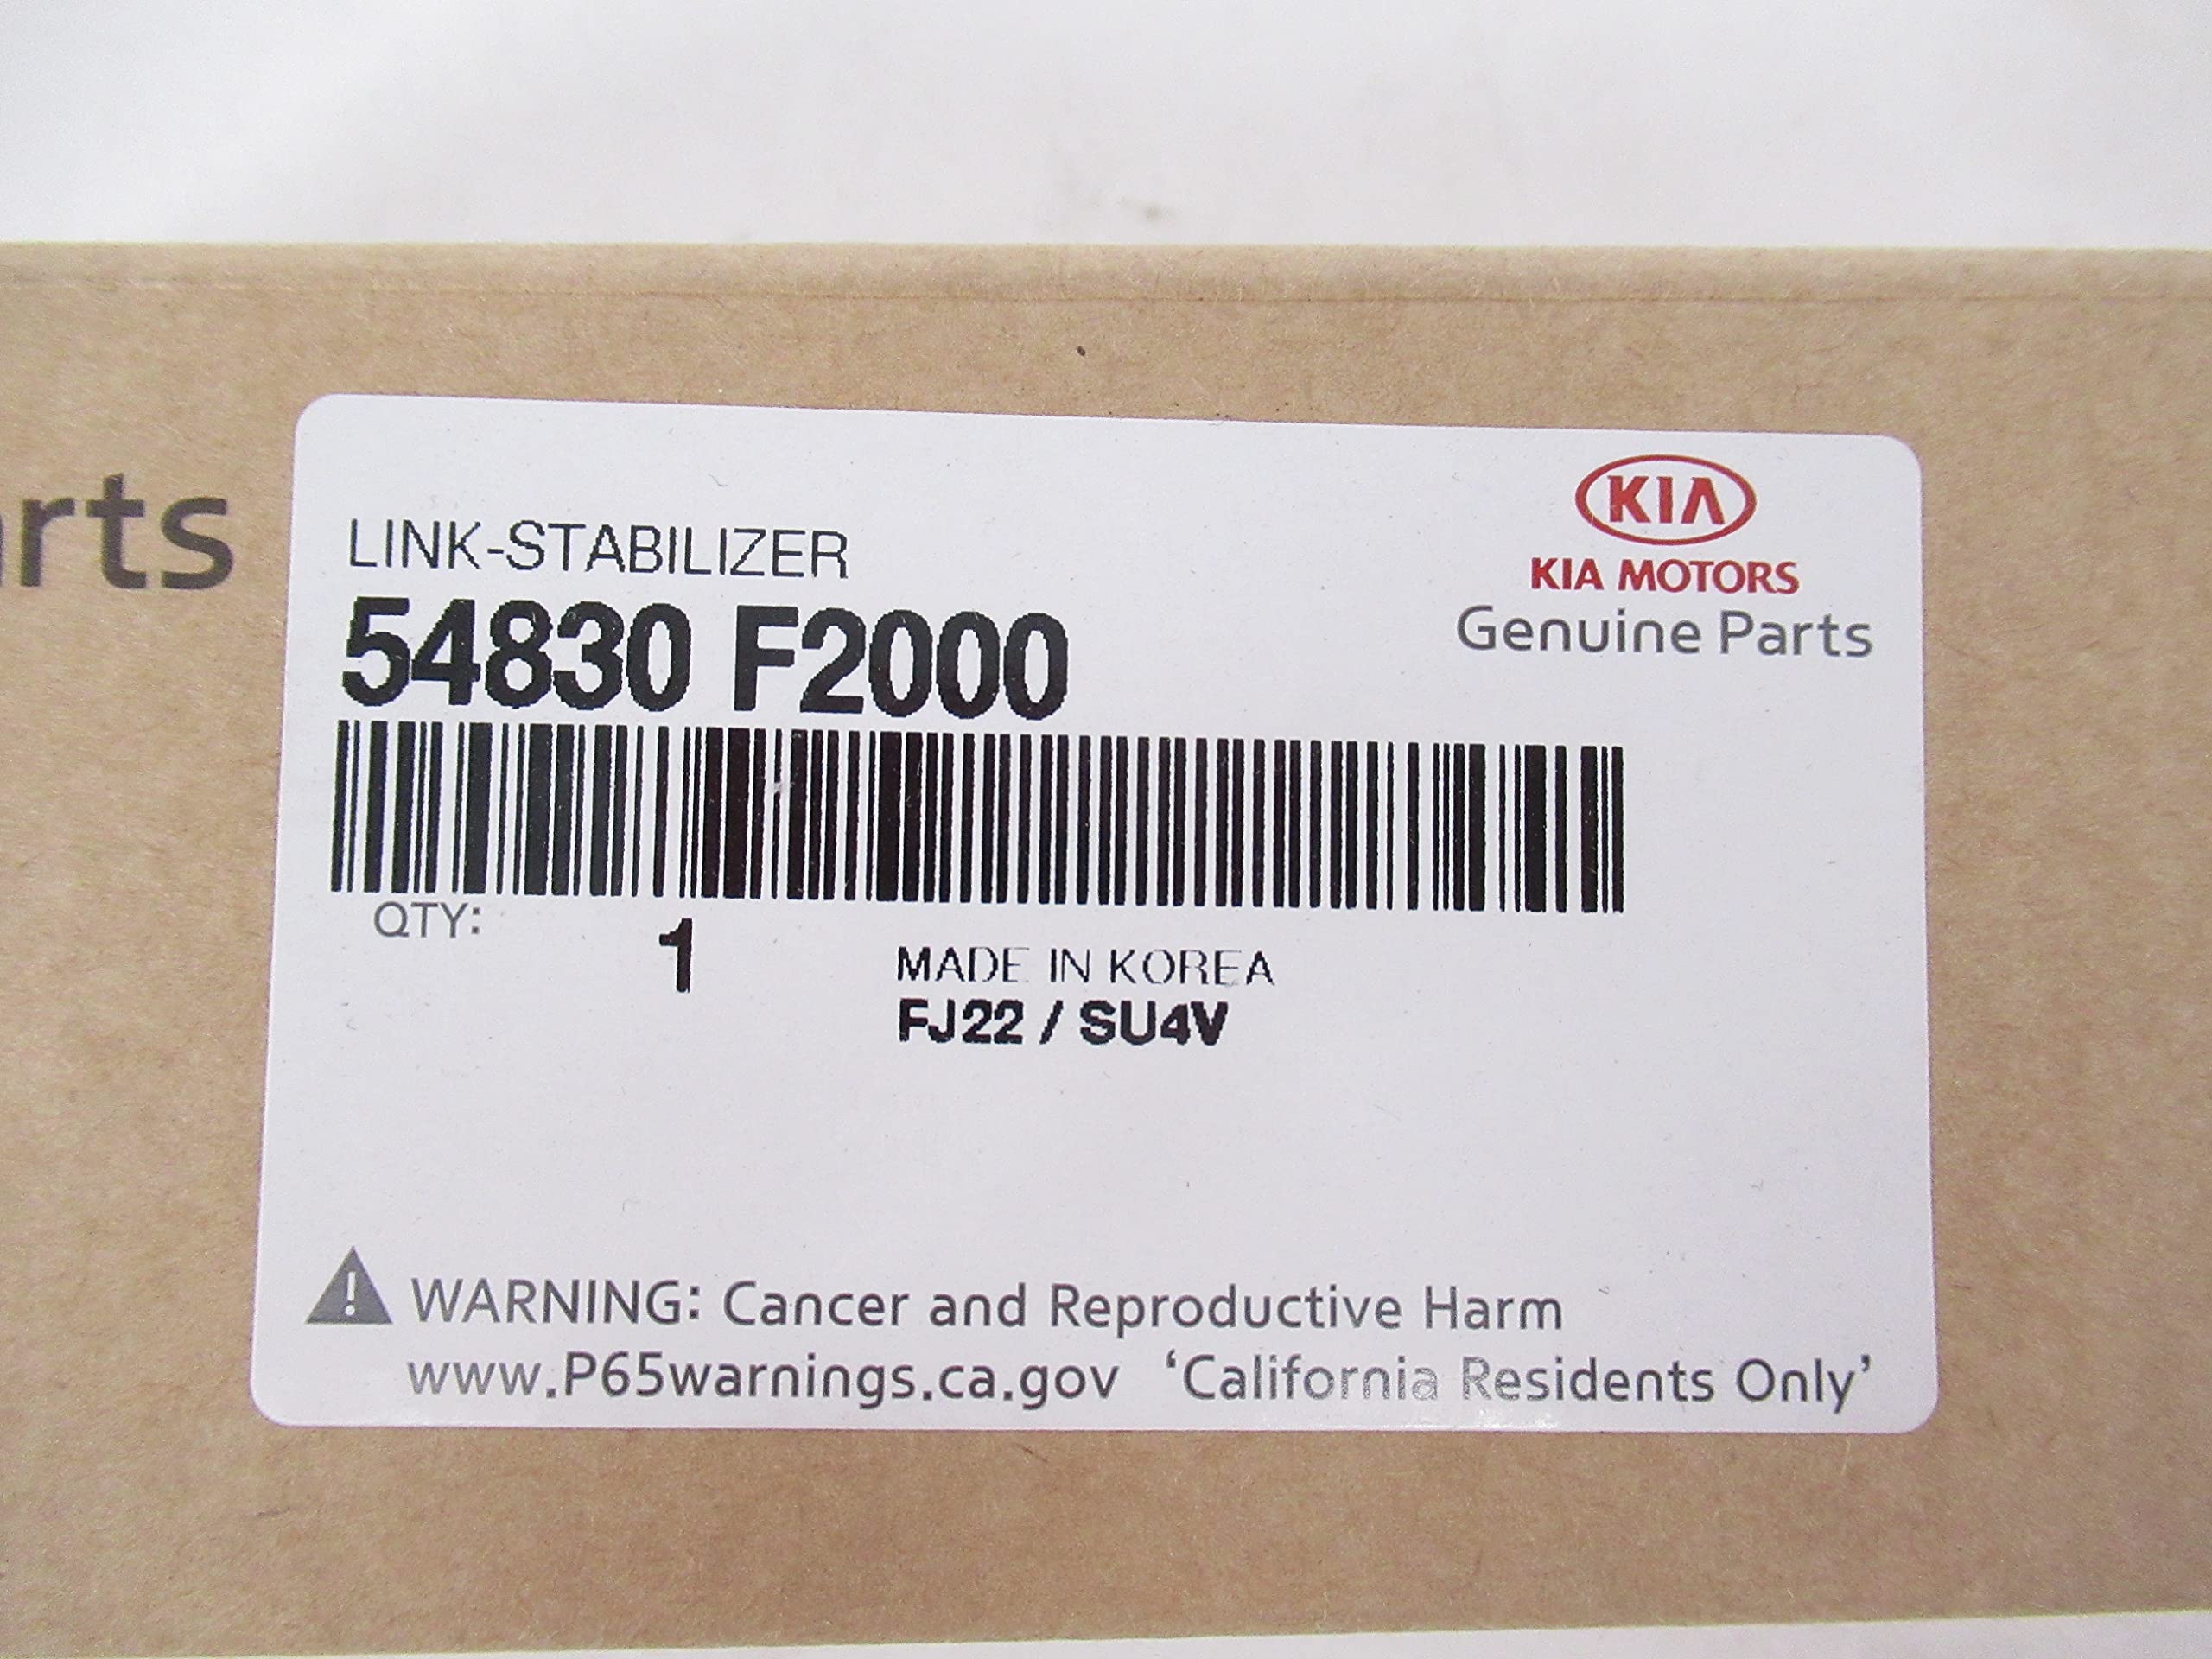 arts
LINK-STABILIZER
54830 F2000
KIA
KIA MOTORS
Genuine Parts
QTY: 1
MADE IN KOREA
FJ22 / SU4V
WARNING: Cancer and Reproductive Harm
www.P65warnings.ca.gov ‘California Residents Only’